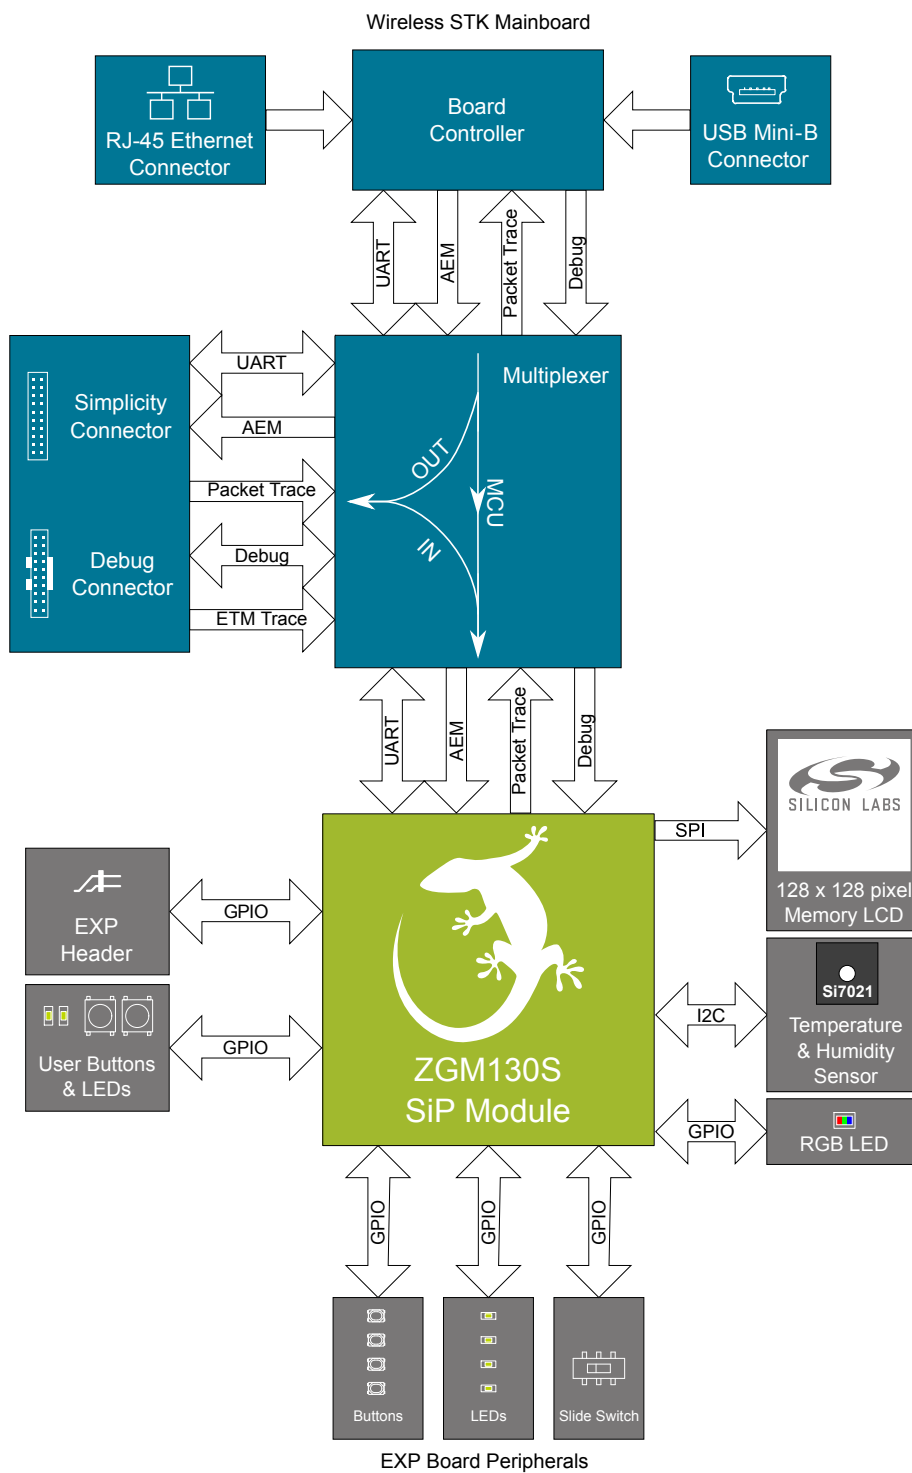 Wireless STK Mainboard
RJ-45 Ethernet
Connector
Board
Controller
USB Mini-B
Connector
UART
AEM
Packet Trace
Debug
Simplicity
Connector
Debug
Connector
UART
AEM
Packet Trace
Debug
ETM Trace
Multiplexer
OUT
MCU
IN
UART
AEM
Packet Trace
Debug
SPI
SILICON LABS
128 x 128 pixel
Memory LCD
EXP
Header
GPIO
User Buttons
& LEDs
GPIO
ZGM130S
SiP Module
I2C
Si7021
Temperature
& Humidity
Sensor
GPIO
RGB LED
GPIO
GPIO
GPIO
Buttons
LEDs
Slide Switch
EXP Board Peripherals